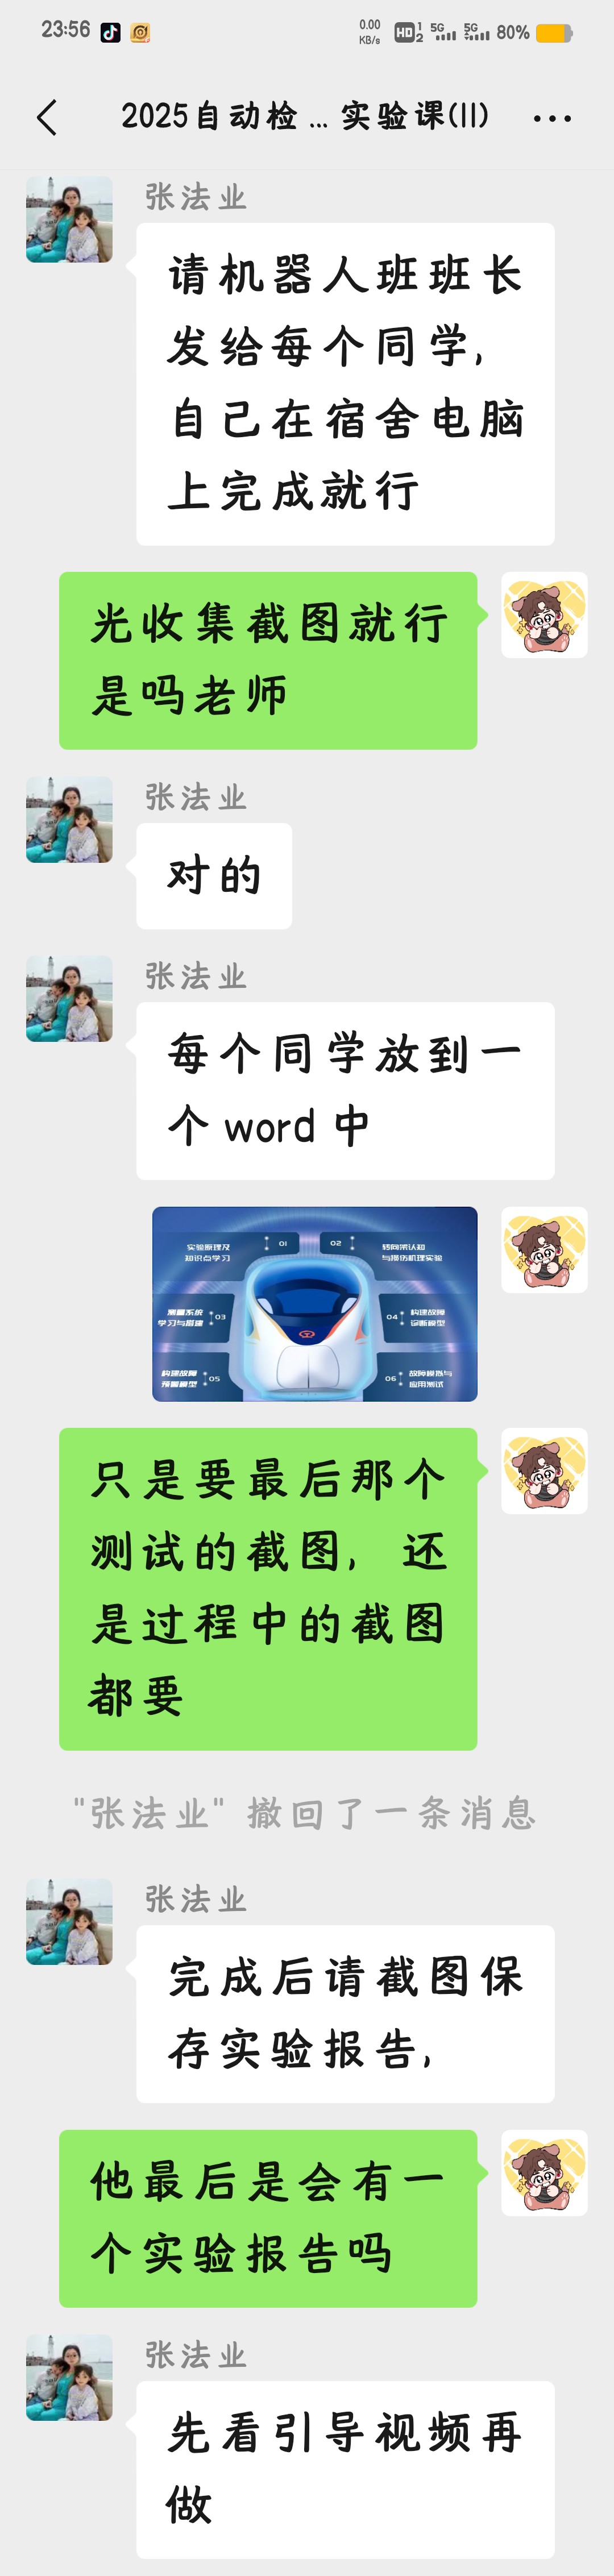 23:56
0.00
KB/s
HD 1
2
5G
5G
80%
2025自动检 ... 实验课(11)
张法业
请机器人班班长
发给每个同学,
自己在宿舍电脑
上完成就行
光收集截图就行
是吗老师
张法业
对的
张法业
每个同学放到一
个 word 中
实验原理及
知识点学习
01
02
转向架认知
与损伤机理实验
测量系统
学习与搭建
03
04
构建故障
诊断模型
构建故障
预警模型
05
06
故障模拟与
应用测试
只是要最后那个
测试的截图, 还
是过程中的截图
都要
"张法业" 撤回了一条消息
张法业
完成后请截图保
存实验报告,
他最后是会有一
个实验报告吗
张法业
先看引导视频再
做